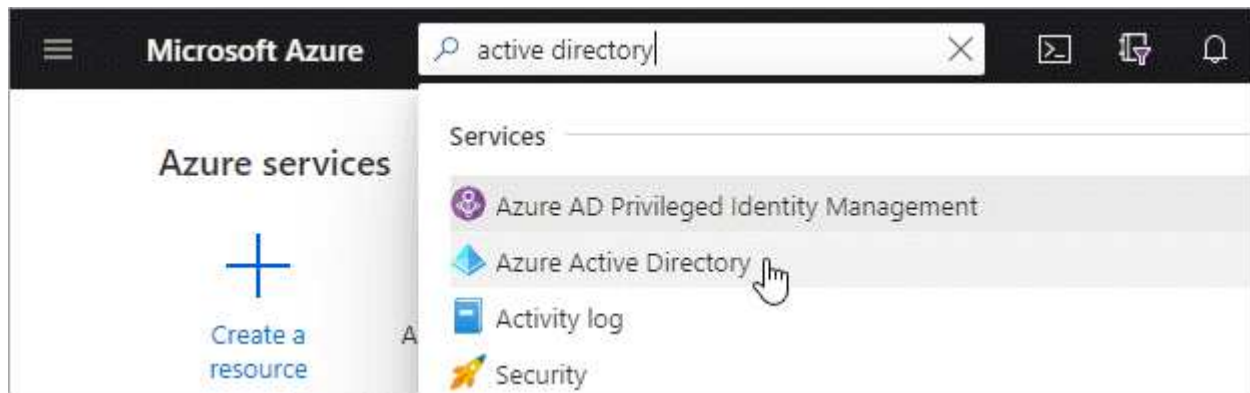 Microsoft Azure
active directory
Azure services
Create a
resource
A
Services
Azure AD Privileged Identity Management
Azure Active Directory
Activity log
Security